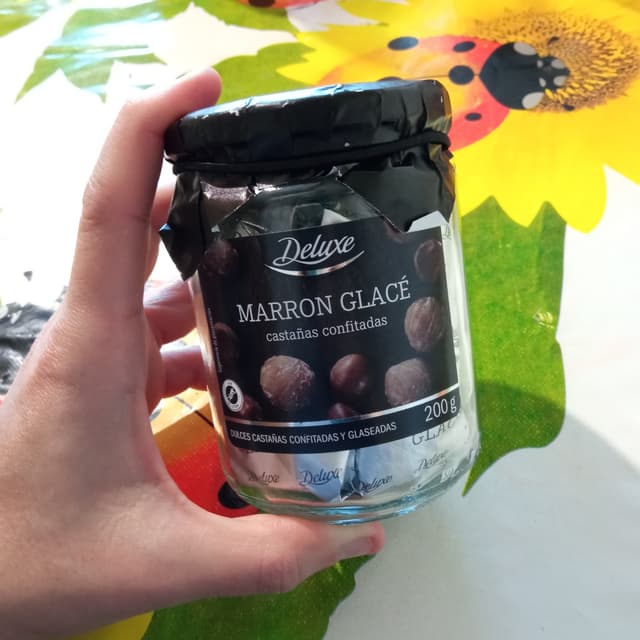 Deluxe
MARRON GLACÉ
castañas confitadas
200 g
DULCES CASTAÑAS CONFITADAS Y GLASEADAS
Deluxe
Deluxe
Deluxe